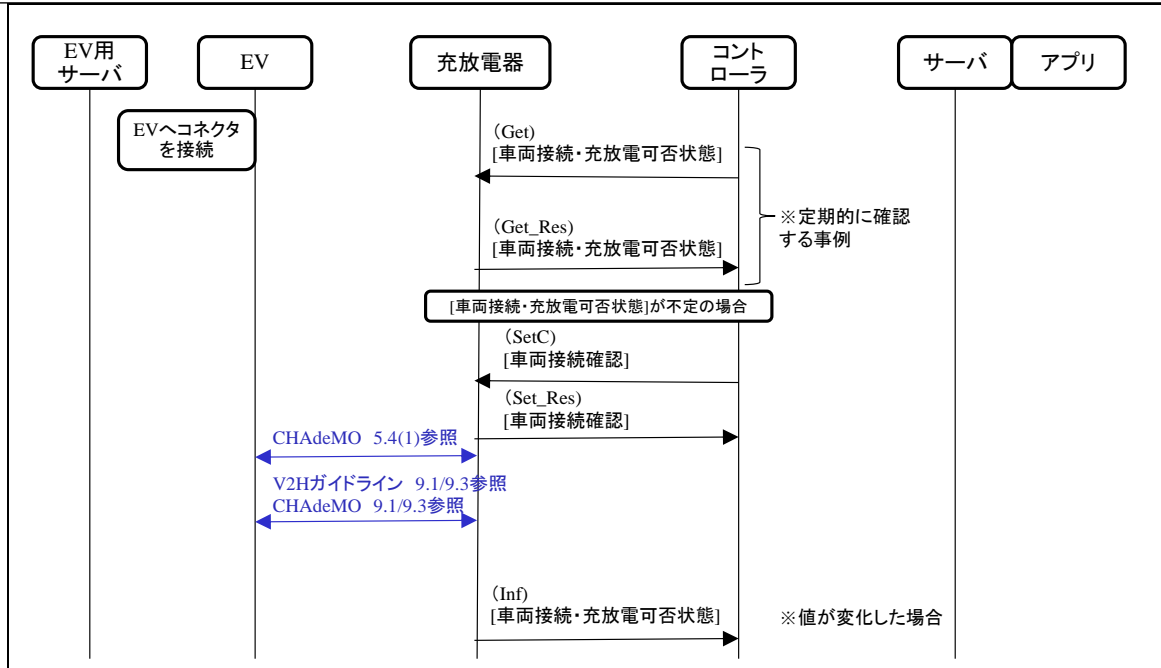 EV用
サーバ
EV
充放電器
コント
ローラ
サーバ
アプリ
EVへコネクタ
を接続
（Get)
[車両接続・充放電可否状態]
（Get_Res)
[車両接続・充放電可否状態]
※定期的に確認
する事例
[車両接続・充放電可否状態]が不定の場合
（SetC)
[車両接続確認]
（Set_Res)
[車両接続確認]
CHAdeMO 5.4(1)参照
V2Hガイドライン 9.1/9.3参照
CHAdeMO 9.1/9.3参照
（Inf)
[車両接続・充放電可否状態]
※値が変化した場合